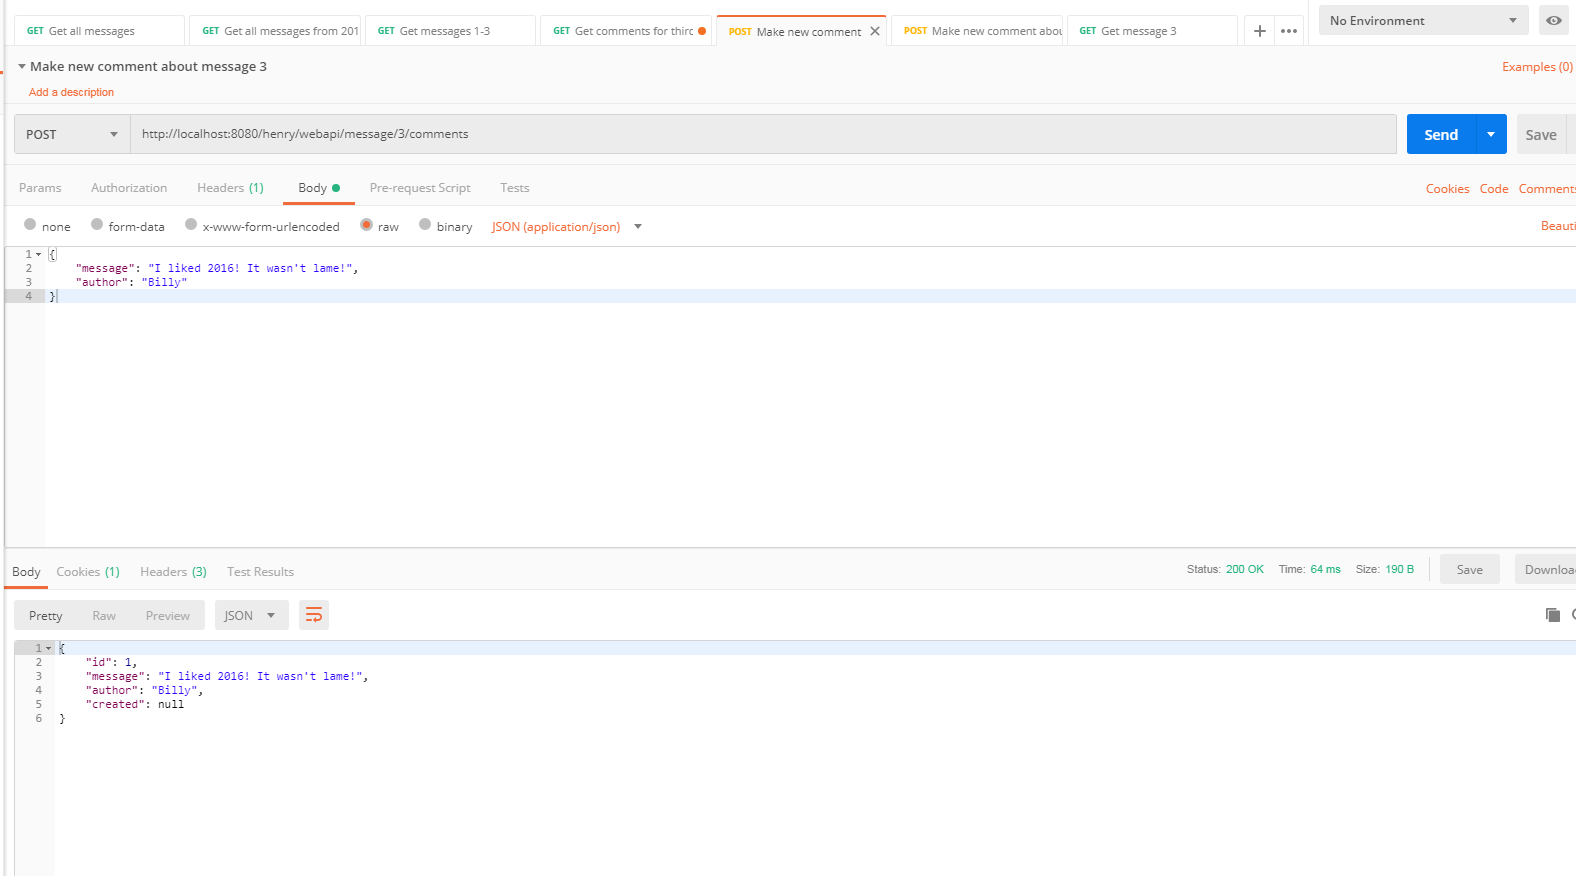 GET Get all messages
GET Get all messages from 201
GET Get messages 1-3
GET Get comments for third
POST Make new comment
POST Make new comment abou
GET Get message 3
No Environment
Make new comment about message 3
Examples (0)
Add a description
POST
http://localhost:8080/henry/webapi/message/3/comments
Send
Save
Params
Authorization
Headers (1)
Body
Pre-request Script
Tests
Cookies
Code
Comments
none
form-data
x-www-form-urlencoded
raw
binary
JSON (application/json)
Beauti
1 {
2 "message": "I liked 2016! It wasn't lame!",
3 "author": "Billy"
4 }
Body
Cookies (1)
Headers (3)
Test Results
Status: 200 OK
Time: 64 ms
Size: 190 B
Save
Downloa
Pretty
Raw
Preview
JSON
1 {
2 "id": 1,
3 "message": "I liked 2016! It wasn't lame!",
4 "author": "Billy",
5 "created": null
6 }